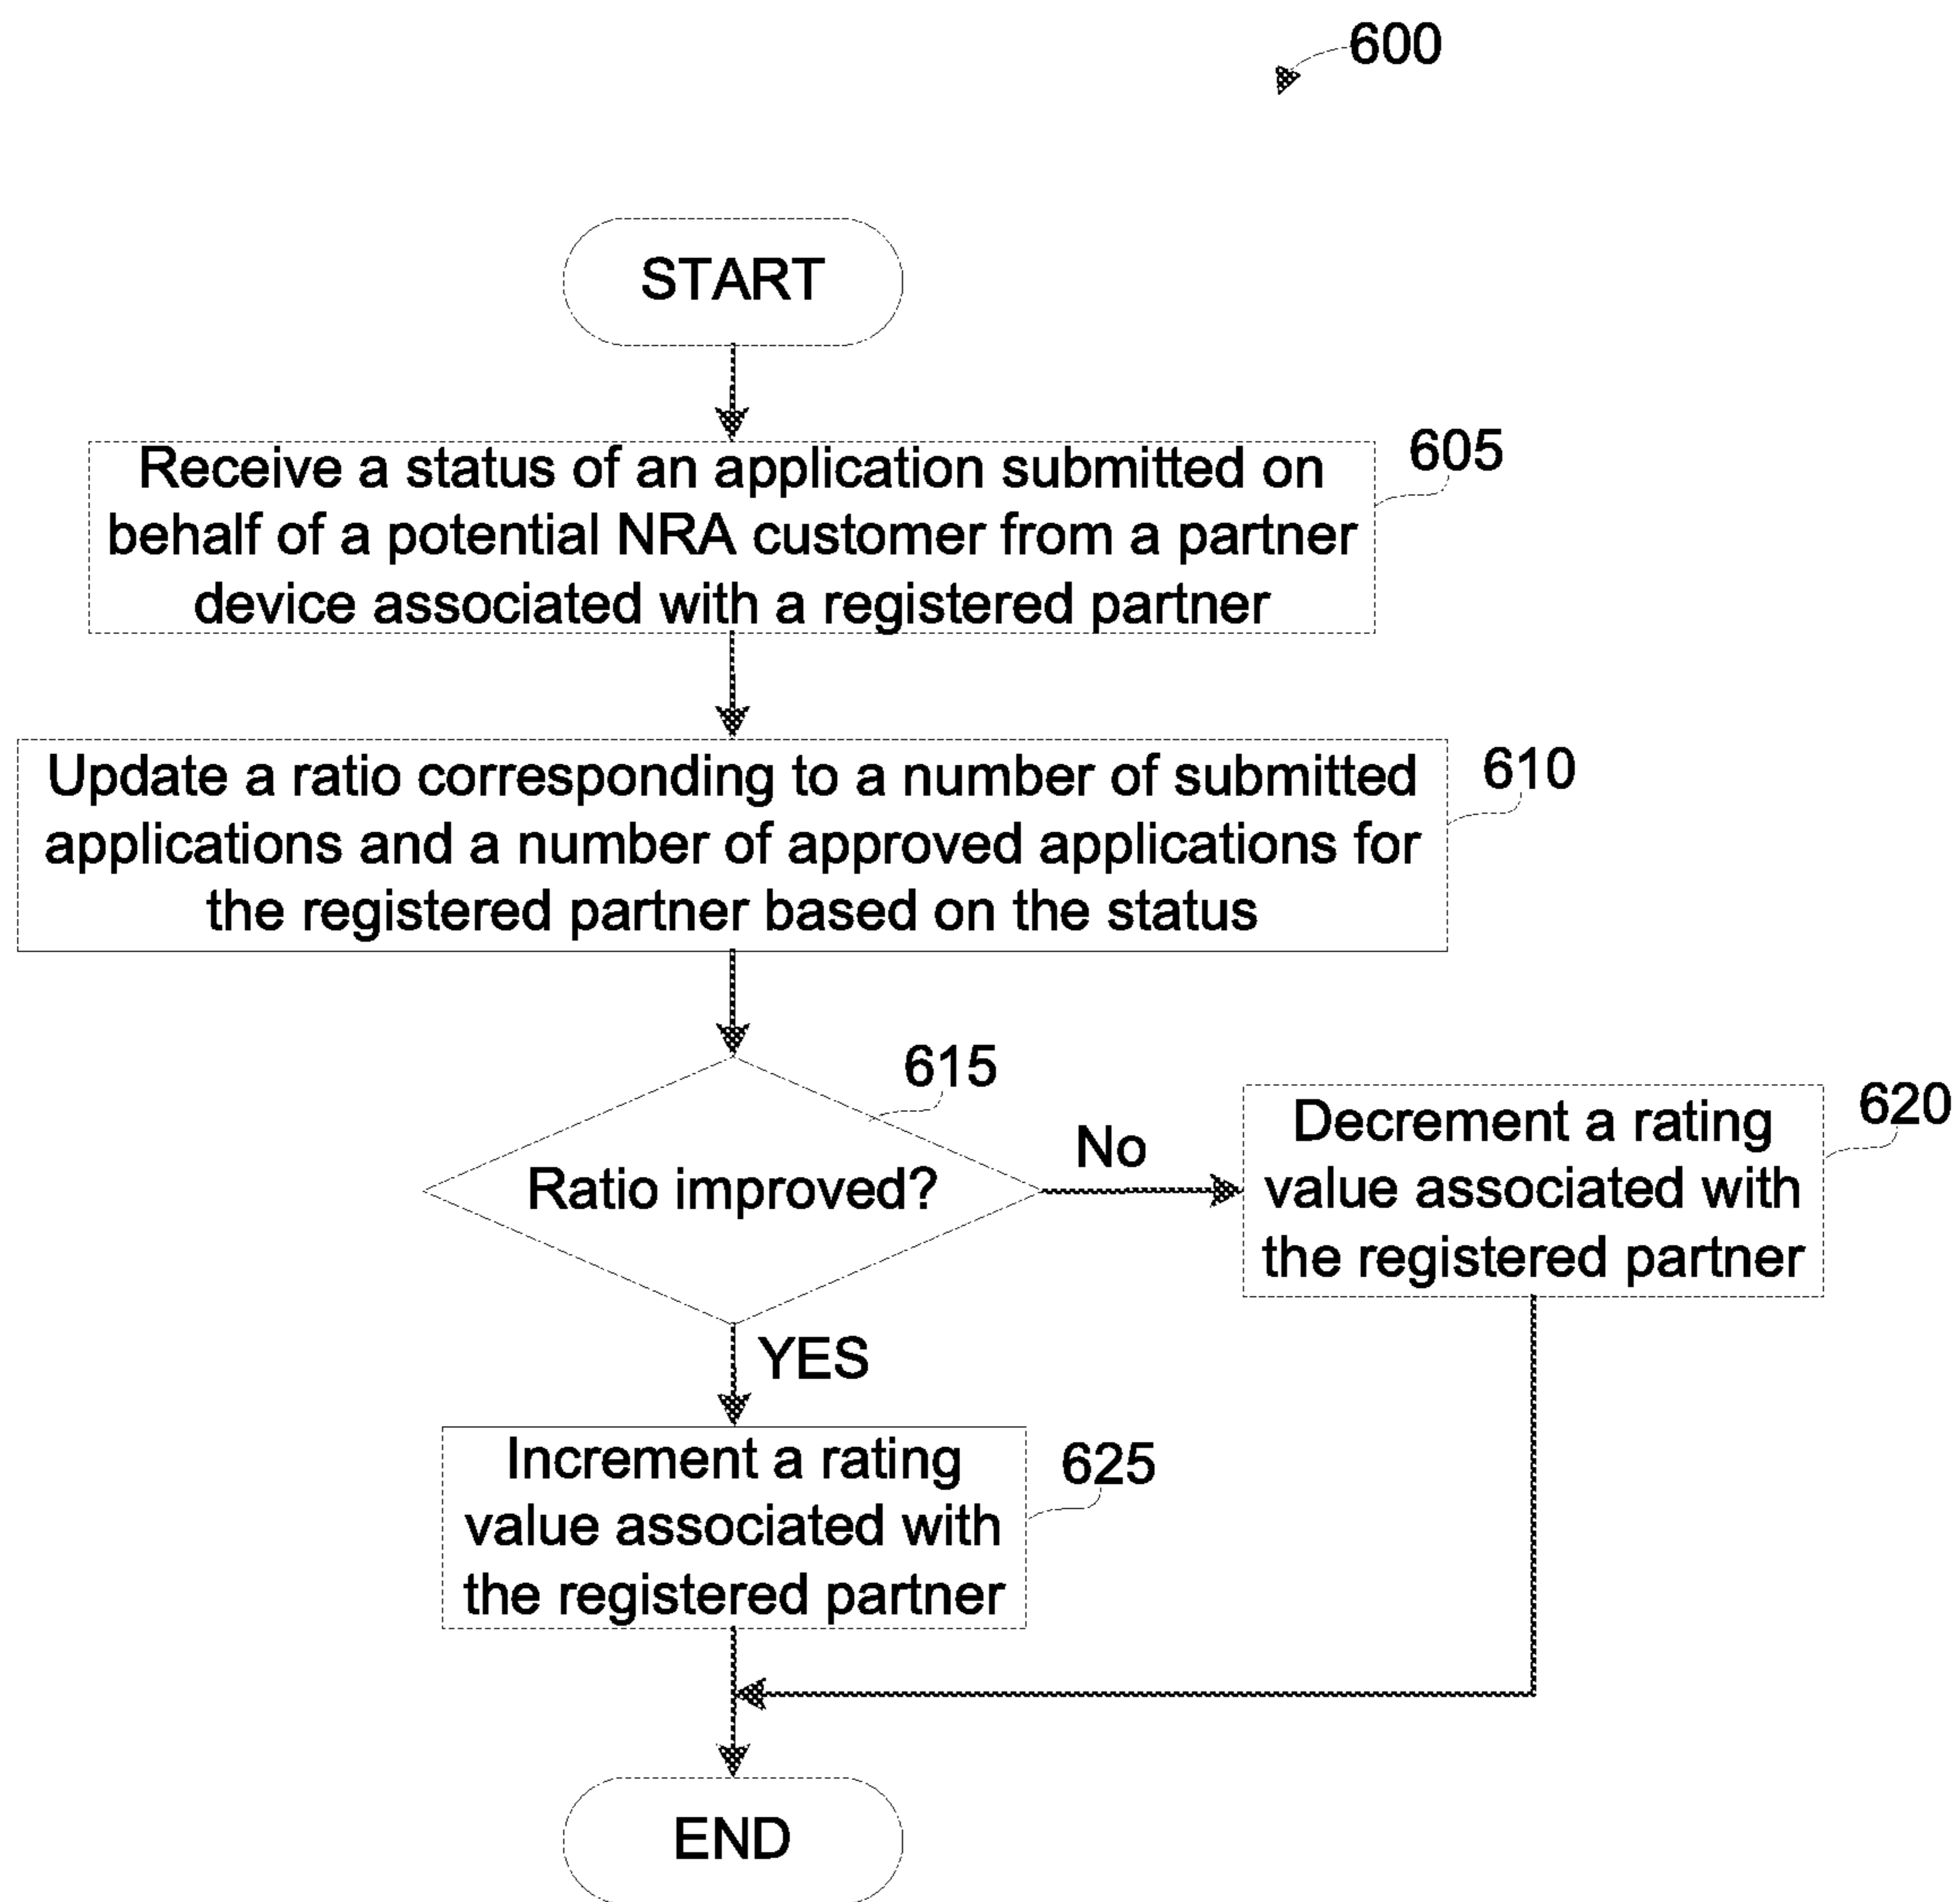 600
START
Receive a status of an application submitted on
behalf of a potential NRA customer from a partner
device associated with a registered partner
605
Update a ratio corresponding to a number of submitted
applications and a number of approved applications for
the registered partner based on the status
610
615
Ratio improved?
No
Decrement a rating
value associated with
the registered partner
620
YES
Increment a rating
value associated with
the registered partner
625
END